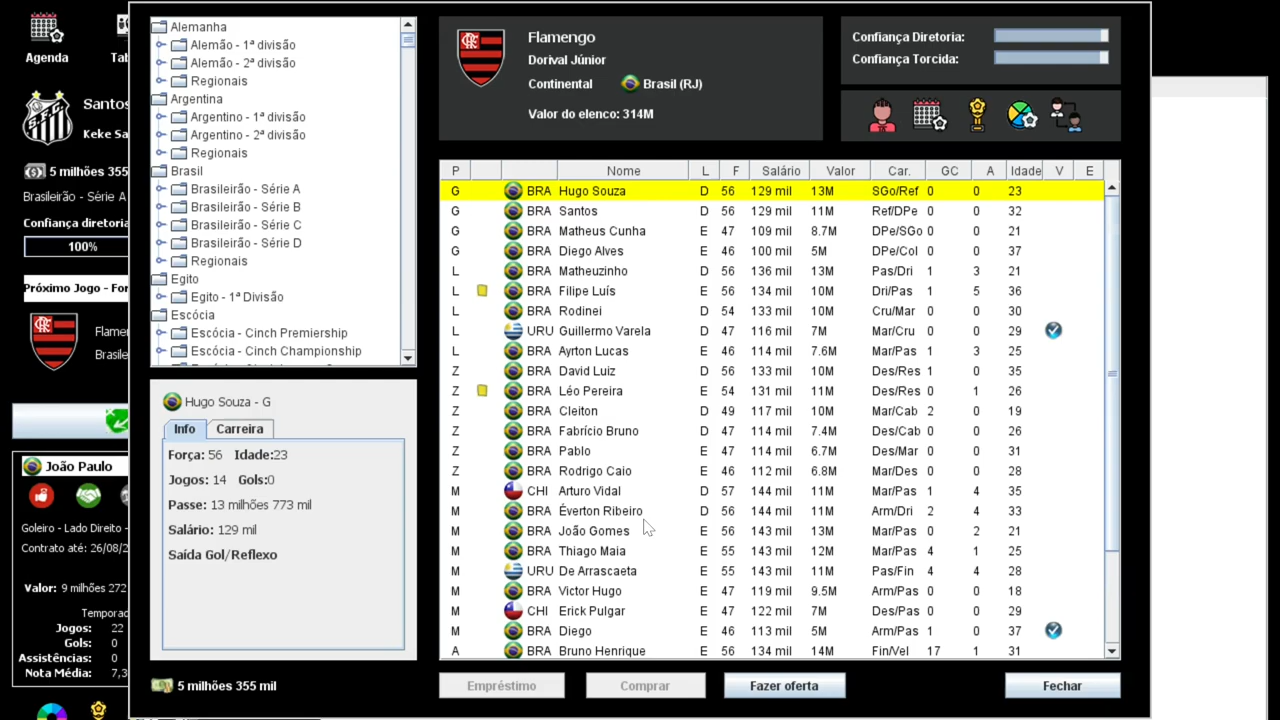 Agenda
Tab
Santos
Keke Sa
5 milhões 355
Brasileirão - Série A
Confiança diretoria
100%
Próximo Jogo - For
Flamen
Brasile
João Paulo
Goleiro - Lado Direito -
Contrato até: 26/08/2
Valor: 9 milhões 272
Temporad
Jogos: 22
Gols: 0
Assistências: 0
Nota Média: 7,3
Alemanha
Alemão - 1ª divisão
Alemão - 2ª divisão
Regionais
Argentina
Argentino - 1ª divisão
Argentino - 2ª divisão
Regionais
Brasil
Brasileirão - Série A
Brasileirão - Série B
Brasileirão - Série C
Brasileirão - Série D
Regionais
Egito
Egito - 1ª Divisão
Escócia
Escócia - Cinch Premiership
Escócia - Cinch Championship
Hugo Souza - G
Info Carreira
Força: 56 Idade:23
Jogos: 14 Gols:0
Passe: 13 milhões 773 mil
Salário: 129 mil
Saída Gol/Reflexo
5 milhões 355 mil
Flamengo
Dorival Júnior
Continental Brasil (RJ)
Valor do elenco: 314M
Confiança Diretoria:
Confiança Torcida:
P Nome L F Salário Valor Car. GC A Idade V E
G BRA Hugo Souza D 56 129 mil 13M SGo/Ref 0 0 23
G BRA Santos D 56 129 mil 11M Ref/DPe 0 0 32
G BRA Matheus Cunha D 47 109 mil 8.7M DPe/SGo 0 0 21
G BRA Diego Alves E 46 100 mil 5M DPe/Col 0 0 37
L BRA Matheuzinho D 56 136 mil 13M Pas/Dri 1 3 21
L BRA Filipe Luís E 56 134 mil 10M Dri/Pas 1 5 36
L BRA Rodinei D 54 133 mil 10M Cru/Mar 0 0 30
L URU Guillermo Varela D 47 116 mil 7M Mar/Cru 0 0 29
L BRA Ayrton Lucas E 46 114 mil 7.6M Mar/Pas 1 3 25
Z BRA David Luiz D 56 133 mil 10M Des/Res 1 0 35
Z BRA Léo Pereira E 54 131 mil 11M Des/Res 0 1 26
Z BRA Cleiton D 49 117 mil 10M Mar/Cab 2 0 19
Z BRA Fabrício Bruno D 47 114 mil 7.4M Des/Cab 0 0 26
Z BRA Pablo E 47 114 mil 6.7M Des/Mar 0 0 31
Z BRA Rodrigo Caio E 46 112 mil 6.8M Mar/Des 0 0 28
M CHI Arturo Vidal D 57 144 mil 11M Mar/Pas 1 4 35
M BRA Éverton Ribeiro D 56 144 mil 11M Arm/Dri 2 4 33
M BRA João Gomes E 56 143 mil 13M Mar/Pas 0 2 21
M BRA Thiago Maia E 55 143 mil 12M Mar/Pas 4 1 25
M URU De Arrascaeta E 55 143 mil 11M Pas/Fin 4 4 28
M BRA Victor Hugo E 47 119 mil 9.5M Arm/Pas 0 0 18
M CHI Erick Pulgar E 47 122 mil 7M Des/Pas 0 0 29
M BRA Diego E 46 113 mil 5M Arm/Pas 1 0 37
A BRA Bruno Henrique E 56 134 mil 14M Fin/Vel 17 1 31
Empréstimo Comprar Fazer oferta Fechar